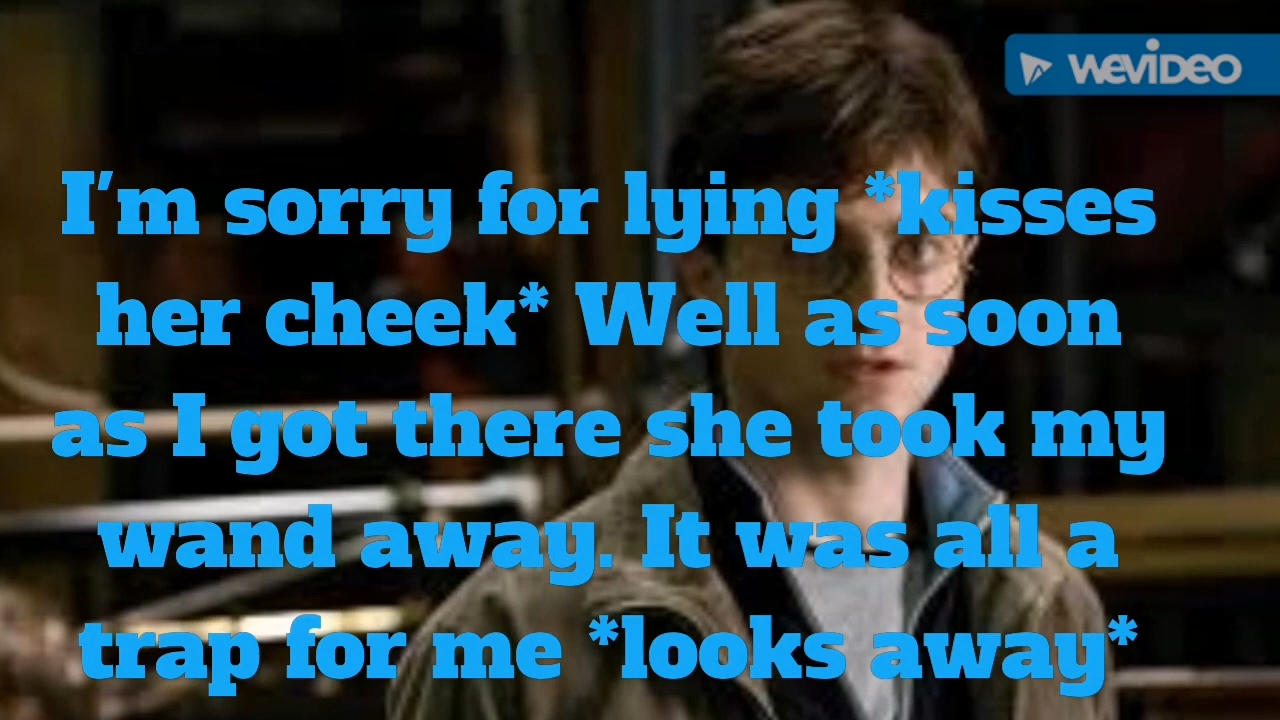 WEVIDEO
I'm sorry for lying *kisses
her cheek* Well as soon
as I got there she took my
wand away. It was all a
trap for me *looks away*